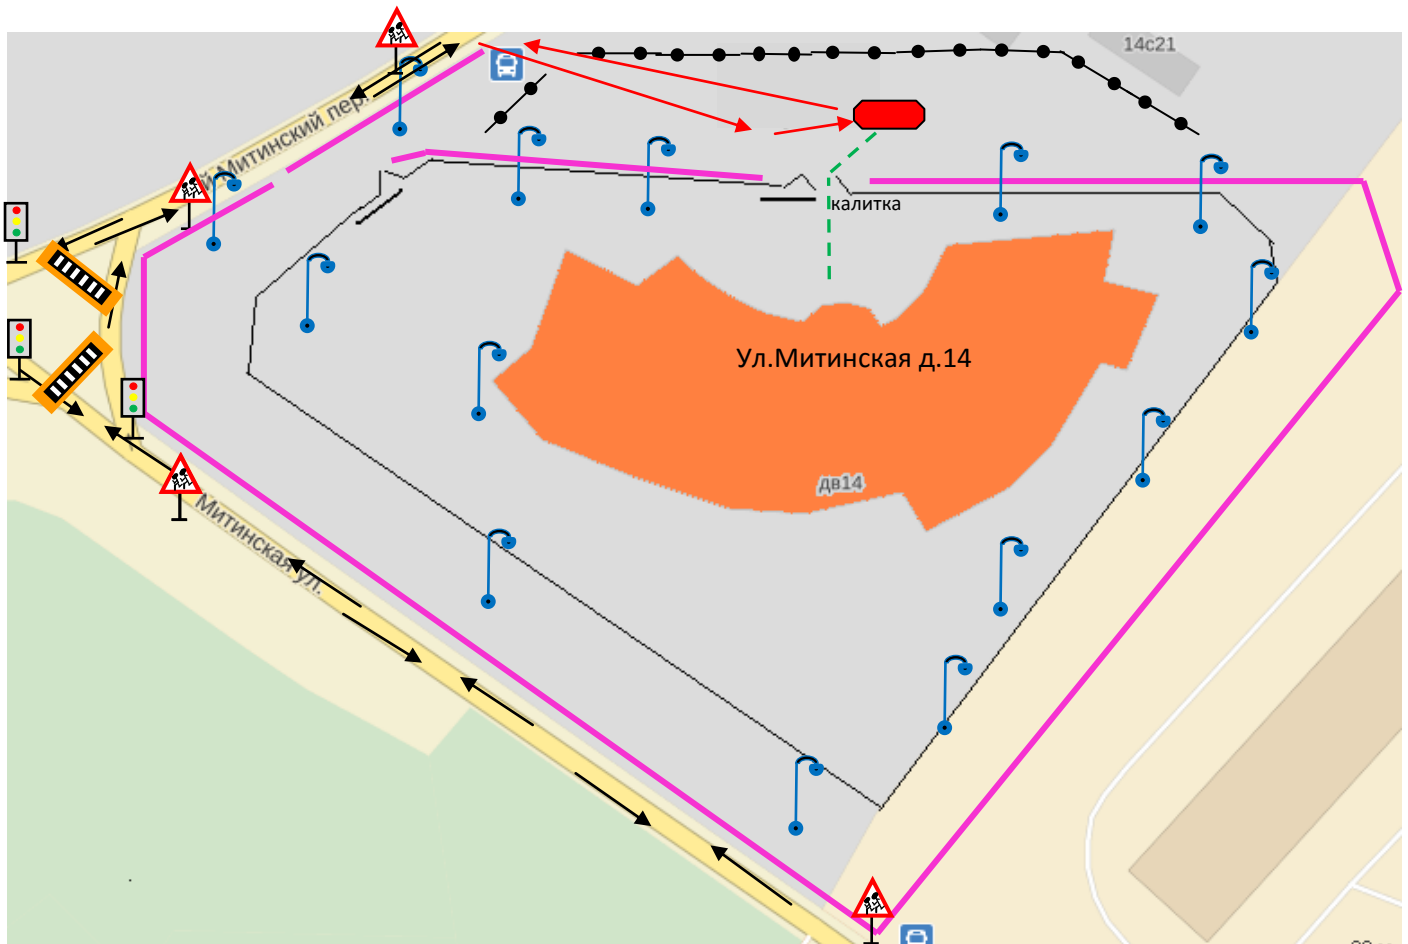 14с21
й Митинский пер.
калитка
Ул.Митинская д.14
дв14
Митинская ул.